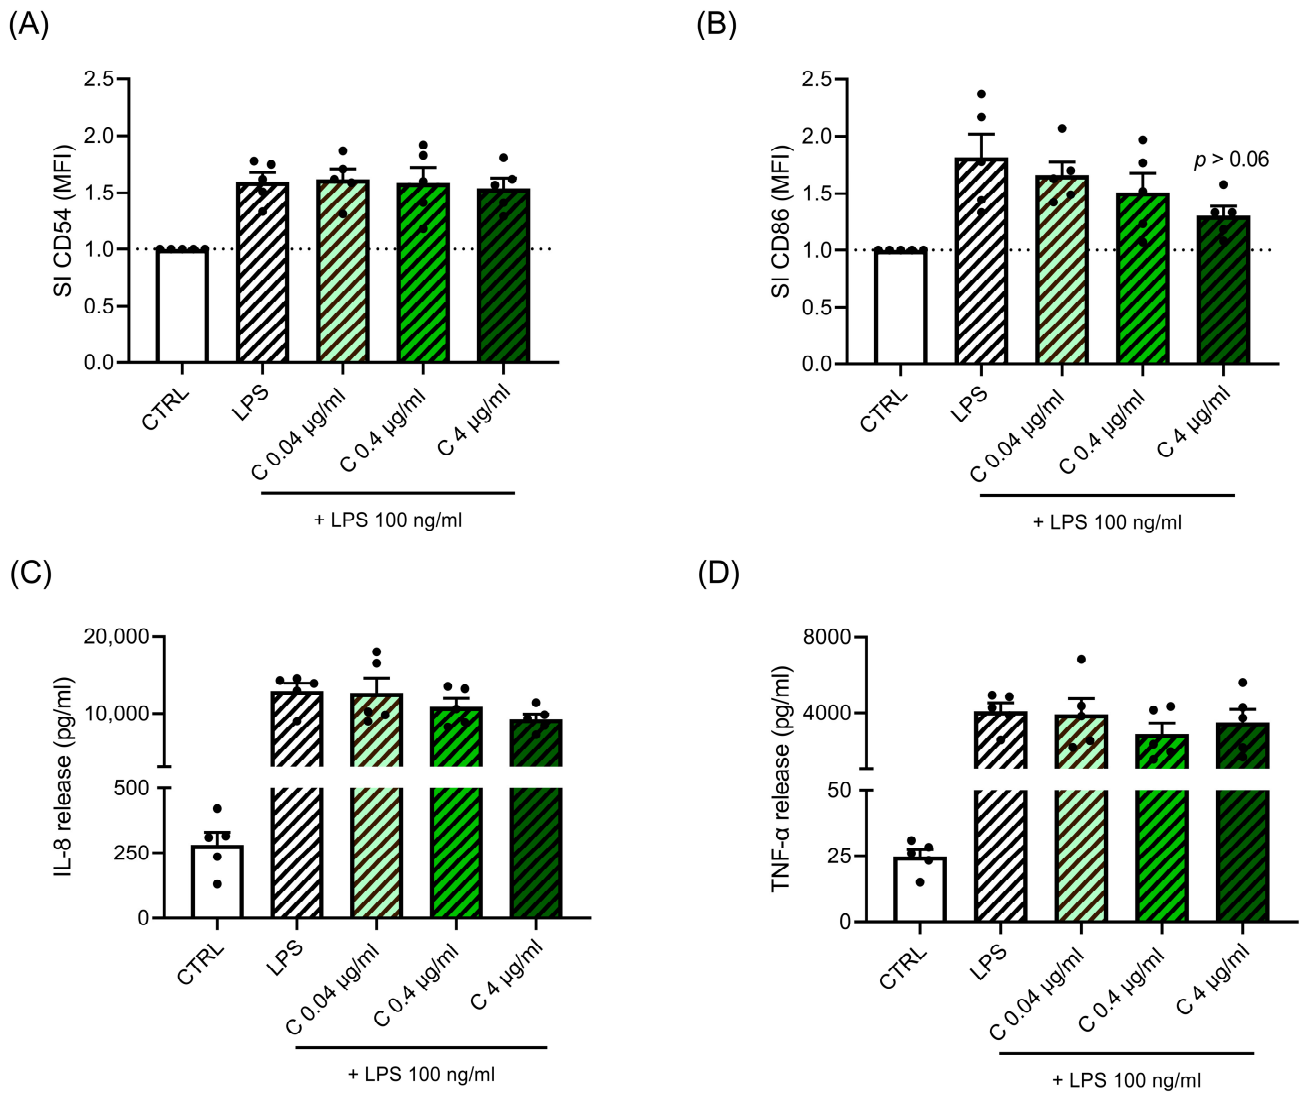 (A)
SI CD54 (MFI)
2.5
2.0
1.5
1.0
0.5
0.0
CTRL
LPS
C 0.04 µg/ml
C 0.4 µg/ml
C 4 µg/ml
+ LPS 100 ng/ml
(B)
SI CD86 (MFI)
2.5
2.0
1.5
1.0
0.5
0.0
p > 0.06
CTRL
LPS
C 0.04 µg/ml
C 0.4 µg/ml
C 4 µg/ml
+ LPS 100 ng/ml
(C)
IL-8 release (pg/ml)
20,000
10,000
500
250
0
CTRL
LPS
C 0.04 µg/ml
C 0.4 µg/ml
C 4 µg/ml
+ LPS 100 ng/ml
(D)
TNF-α release (pg/ml)
8000
4000
50
25
0
CTRL
LPS
C 0.04 µg/ml
C 0.4 µg/ml
C 4 µg/ml
+ LPS 100 ng/ml